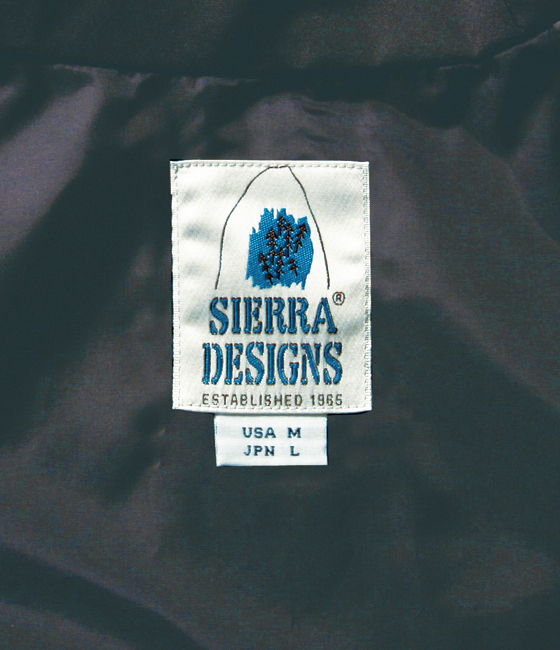 SIERRA®
DESIGNS
ESTABLISHED 1965
USA M
JPN L